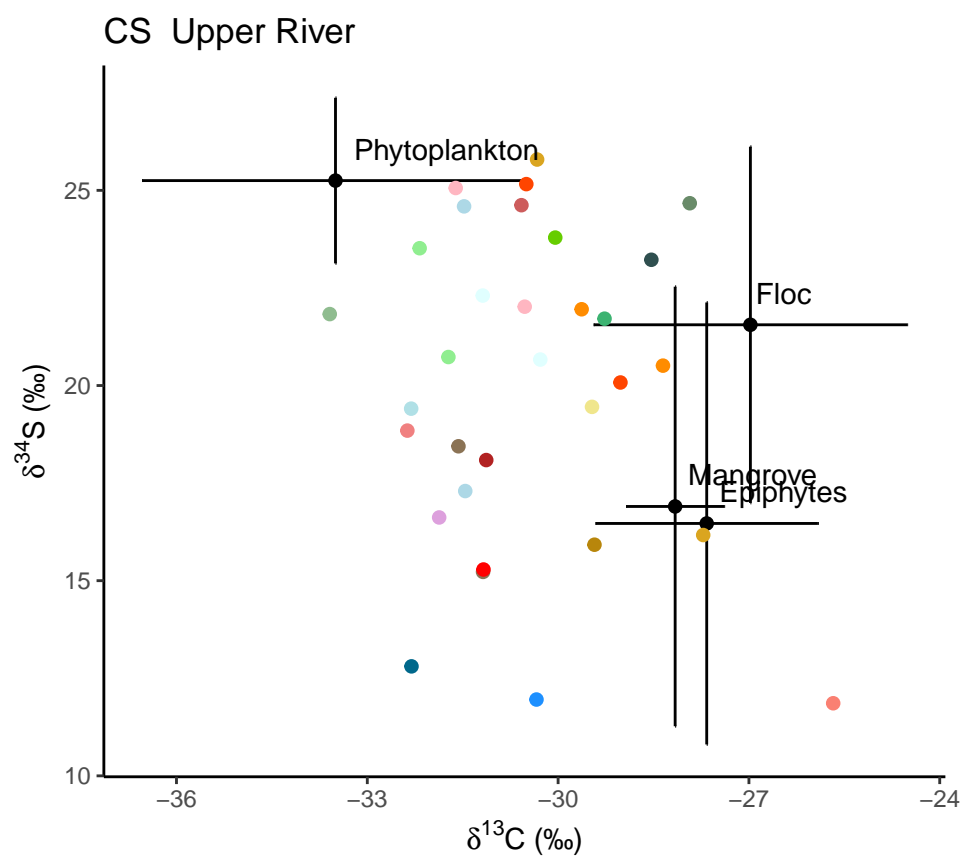 CS  Upper River
Phytoplankton
Floc
Mangrove
Epiphytes
25
20
15
10
δ34S (‰)
−36
−33
−30
−27
−24
δ13C (‰)